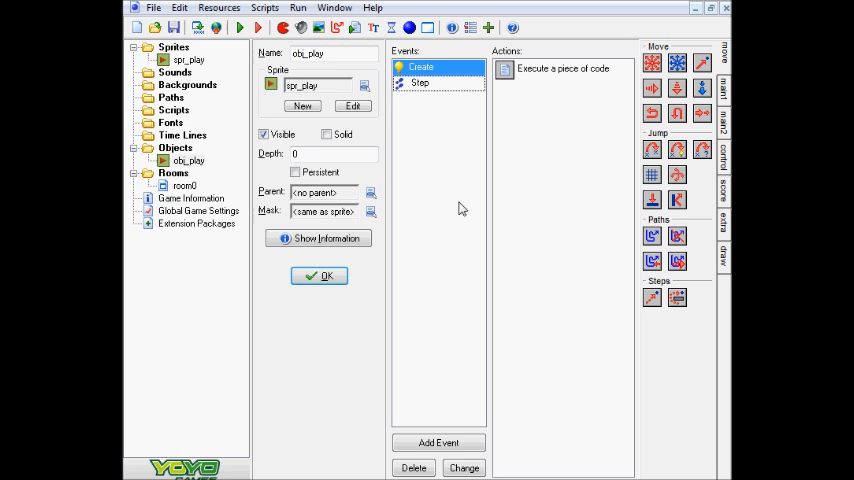 File Edit Resources Scripts Run Window Help
Sprites
spr_play
Sounds
Backgrounds
Paths
Scripts
Fonts
Time Lines
Objects
obj_play
Rooms
room0
Game Information
Global Game Settings
Extension Packages
YOYO
GAMES
Name: obj_play
Sprite
spr_play
New Edit
Visible Solid
Depth: 0
Persistent
Parent: <no parent>
Mask: <same as sprite>
Show Information
OK
Events:
Create
Step
Add Event
Delete Change
Actions:
Execute a piece of code
Move
Jump
Paths
Steps
move
main1
main2
control
score
extra
draw